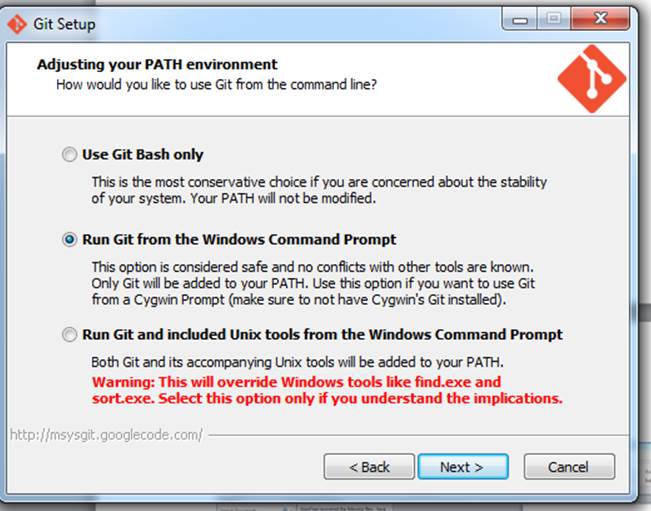 Git Setup
Adjusting your PATH environment
How would you like to use Git from the command line?
Use Git Bash only
This is the most conservative choice if you are concerned about the stability
of your system. Your PATH will not be modified.
Run Git from the Windows Command Prompt
This option is considered safe and no conflicts with other tools are known.
Only Git will be added to your PATH. Use this option if you want to use Git
from a Cygwin Prompt (make sure to not have Cygwin's Git installed).
Run Git and included Unix tools from the Windows Command Prompt
Both Git and its accompanying Unix tools will be added to your PATH.
Warning: This will override Windows tools like find.exe and
sort.exe. Select this option only if you understand the implications.
http://msysgit.googlecode.com/
< Back Next > Cancel